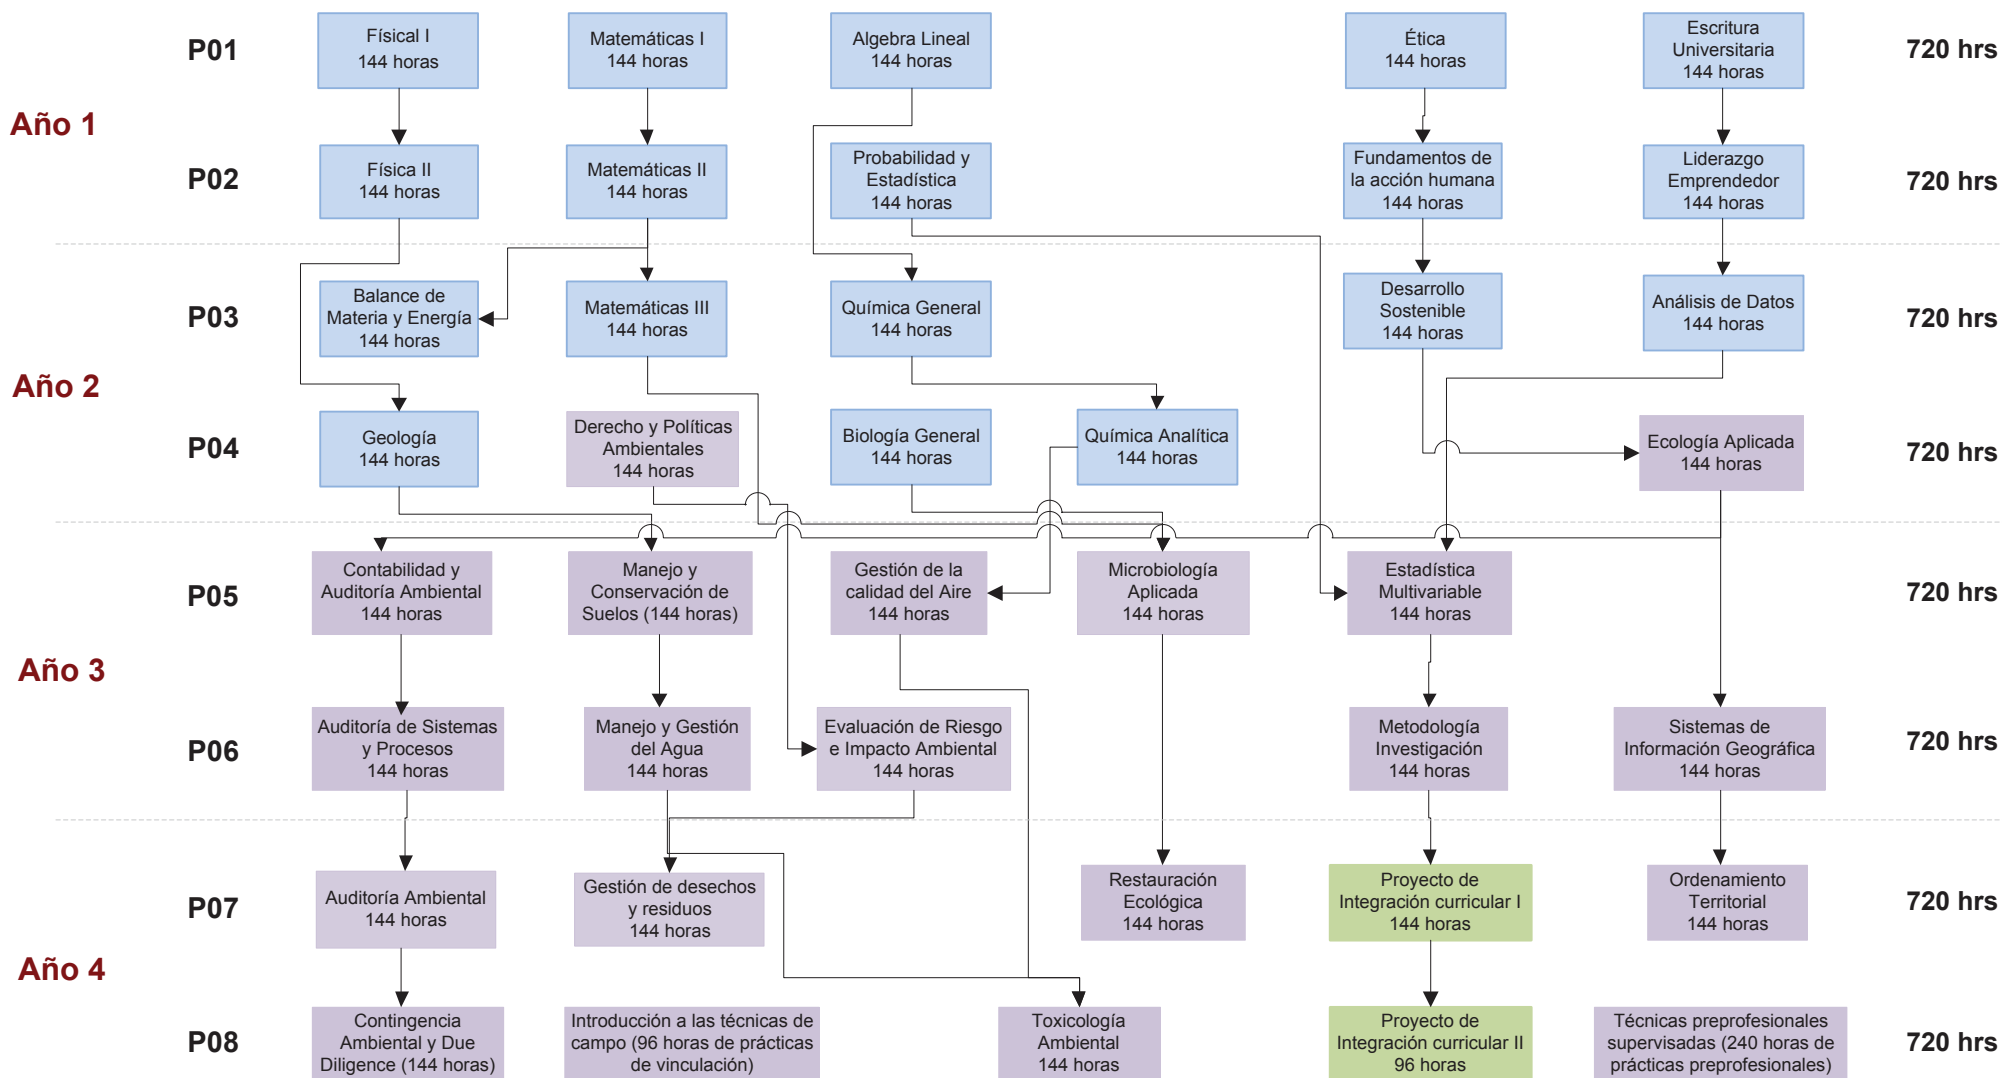 P01
Físical I
144 horas
Matemáticas I
144 horas
Algebra Lineal
144 horas
Ética
144 horas
Escritura
Universitaria
144 horas
720 hrs
Año 1
P02
Física II
144 horas
Matemáticas II
144 horas
Probabilidad y
Estadística
144 horas
Fundamentos de
la acción humana
144 horas
Liderazgo
Emprendedor
144 horas
720 hrs
P03
Balance de
Materia y Energía
144 horas
Matemáticas III
144 horas
Química General
144 horas
Desarrollo
Sostenible
144 horas
Análisis de Datos
144 horas
720 hrs
Año 2
P04
Geología
144 horas
Derecho y Políticas
Ambientales
144 horas
Biología General
144 horas
Química Analítica
144 horas
Ecología Aplicada
144 horas
720 hrs
P05
Contabilidad y
Auditoría Ambiental
144 horas
Manejo y
Conservación de
Suelos (144 horas)
Gestión de la
calidad del Aire
144 horas
Microbiología
Aplicada
144 horas
Estadística
Multivariable
144 horas
720 hrs
Año 3
P06
Auditoría de Sistemas
y Procesos
144 horas
Manejo y Gestión
del Agua
144 horas
Evaluación de Riesgo
e Impacto Ambiental
144 horas
Metodología
Investigación
144 horas
Sistemas de
Información Geográfica
144 horas
720 hrs
P07
Auditoría Ambiental
144 horas
Gestión de desechos
y residuos
144 horas
Restauración
Ecológica
144 horas
Proyecto de
Integración curricular I
144 horas
Ordenamiento
Territorial
144 horas
720 hrs
Año 4
P08
Contingencia
Ambiental y Due
Diligence (144 horas)
Introducción a las técnicas de
campo (96 horas de prácticas
de vinculación)
Toxicología
Ambiental
144 horas
Proyecto de
Integración curricular II
96 horas
Técnicas preprofesionales
supervisadas (240 horas de
prácticas preprofesionales)
720 hrs